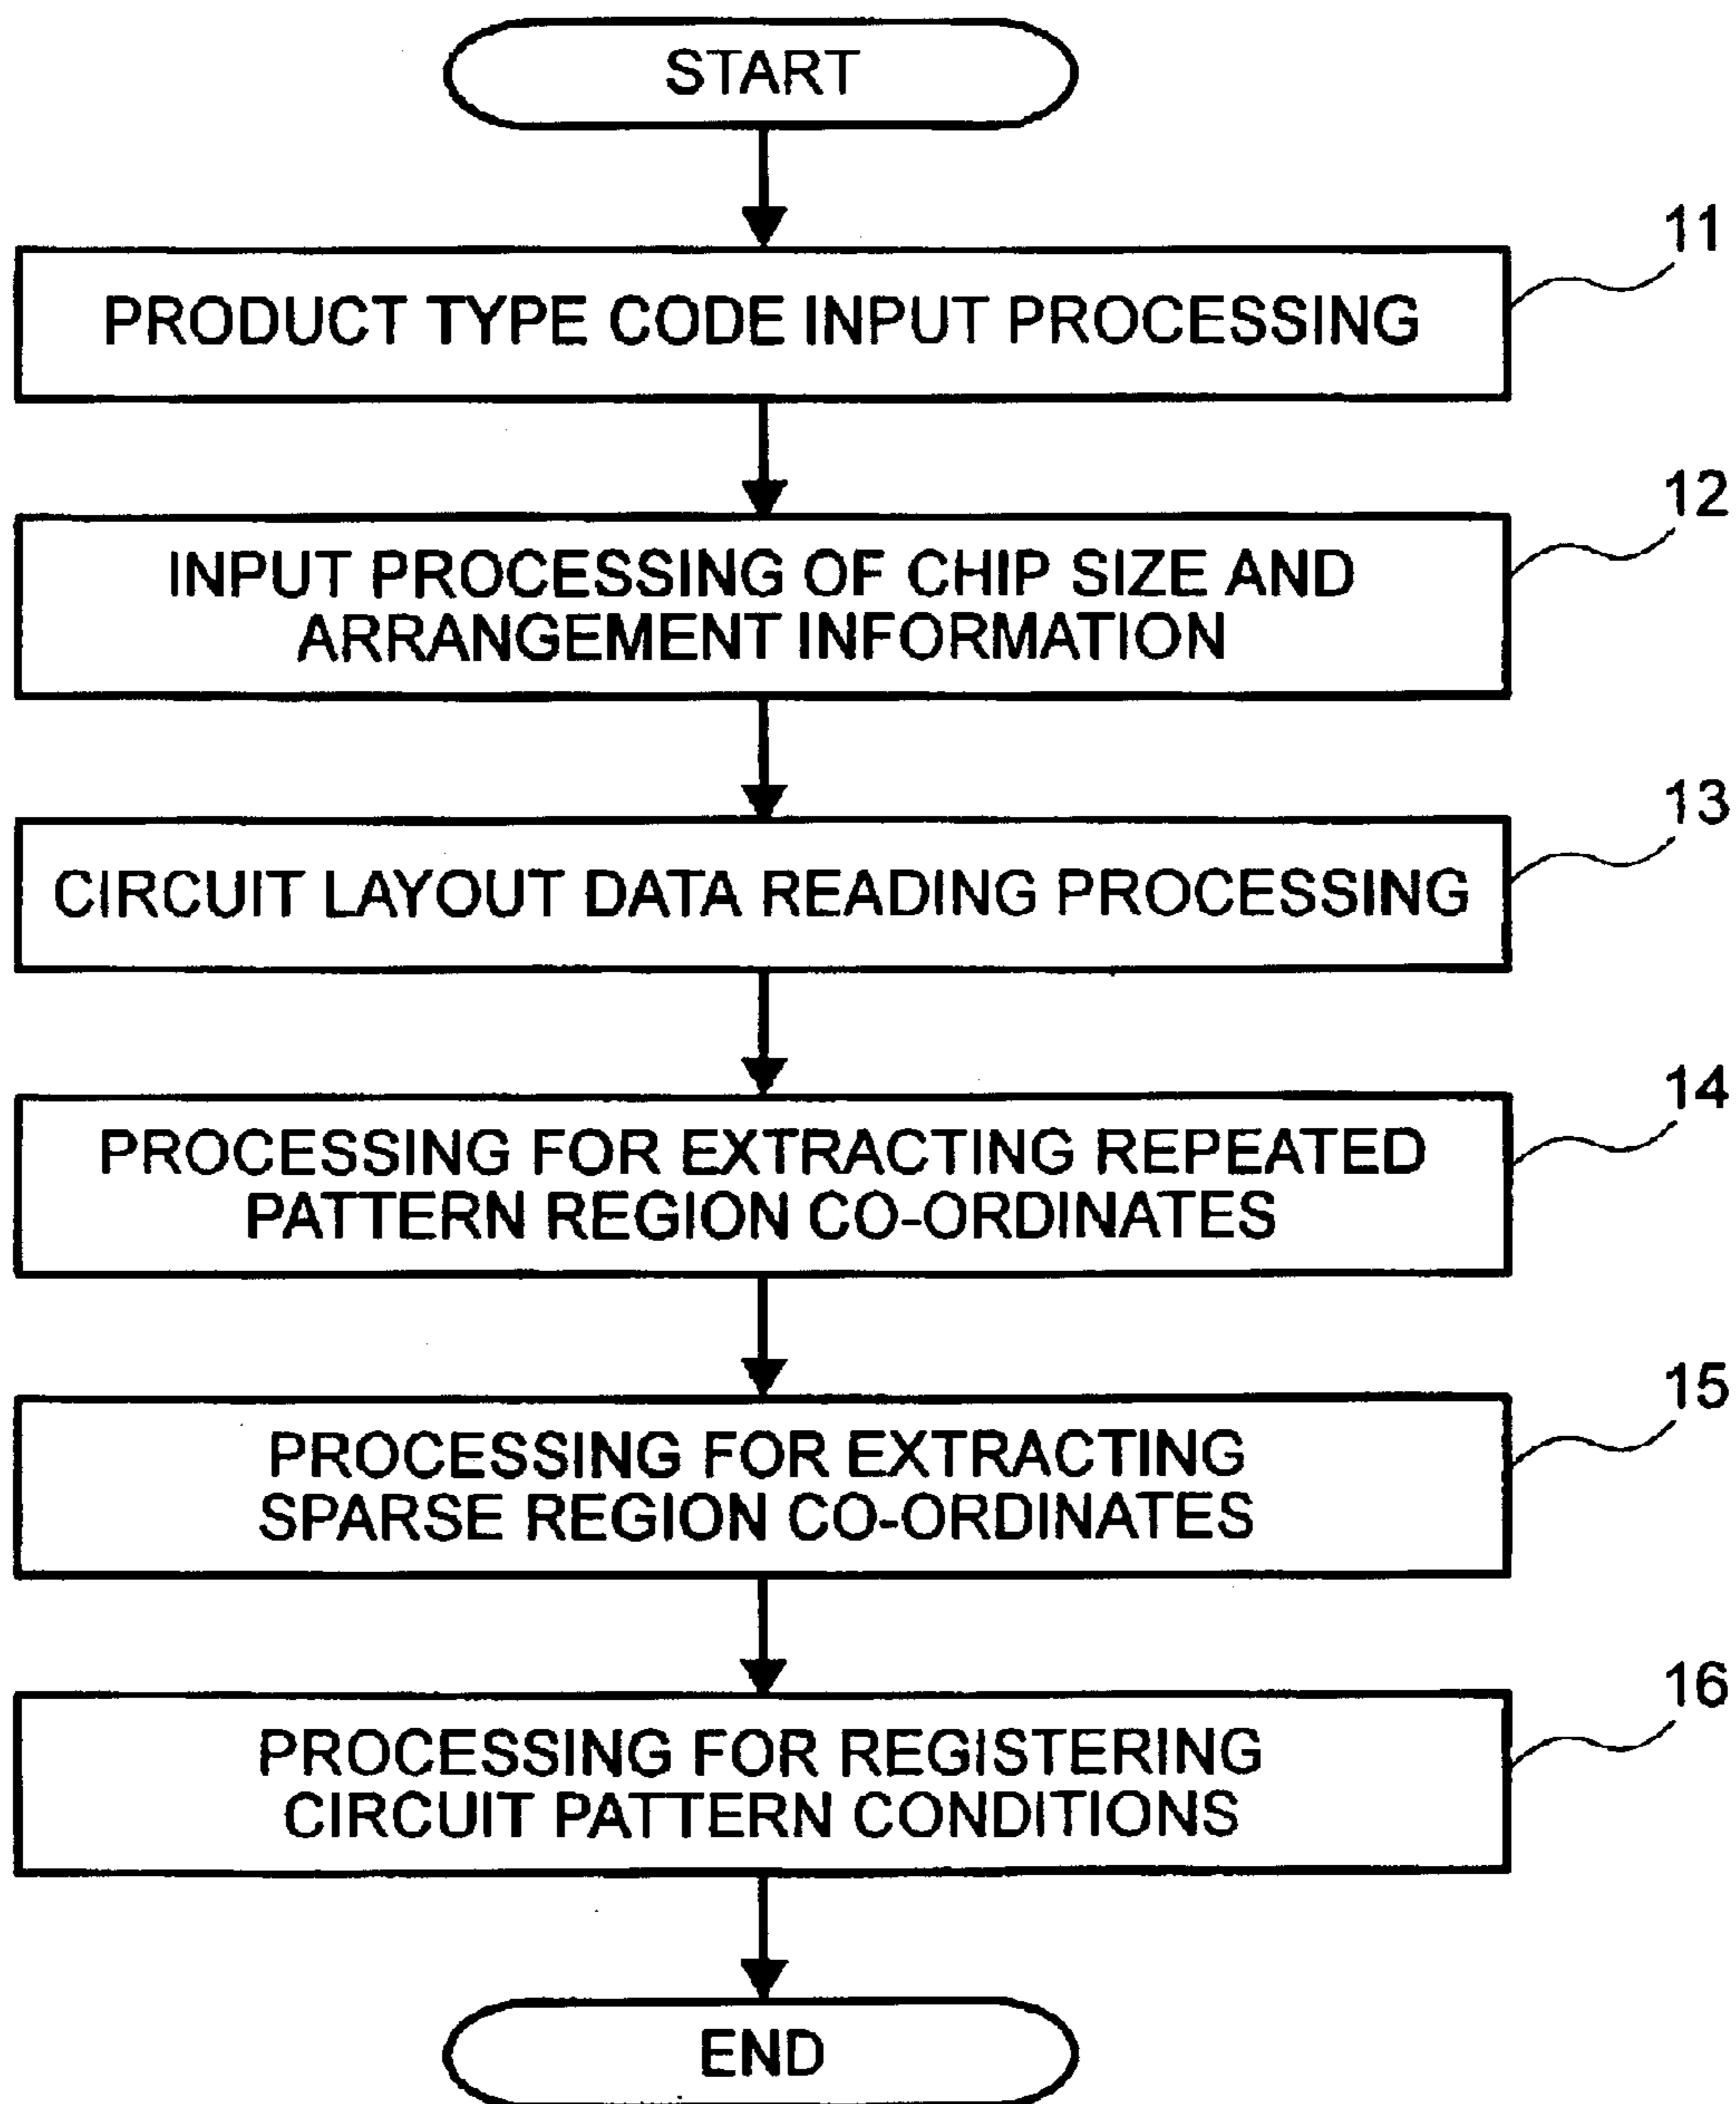 START
11
PRODUCT TYPE CODE INPUT PROCESSING
12
INPUT PROCESSING OF CHIP SIZE AND
ARRANGEMENT INFORMATION
13
CIRCUIT LAYOUT DATA READING PROCESSING
14
PROCESSING FOR EXTRACTING REPEATED
PATTERN REGION CO-ORDINATES
15
PROCESSING FOR EXTRACTING
SPARSE REGION CO-ORDINATES
16
PROCESSING FOR REGISTERING
CIRCUIT PATTERN CONDITIONS
END